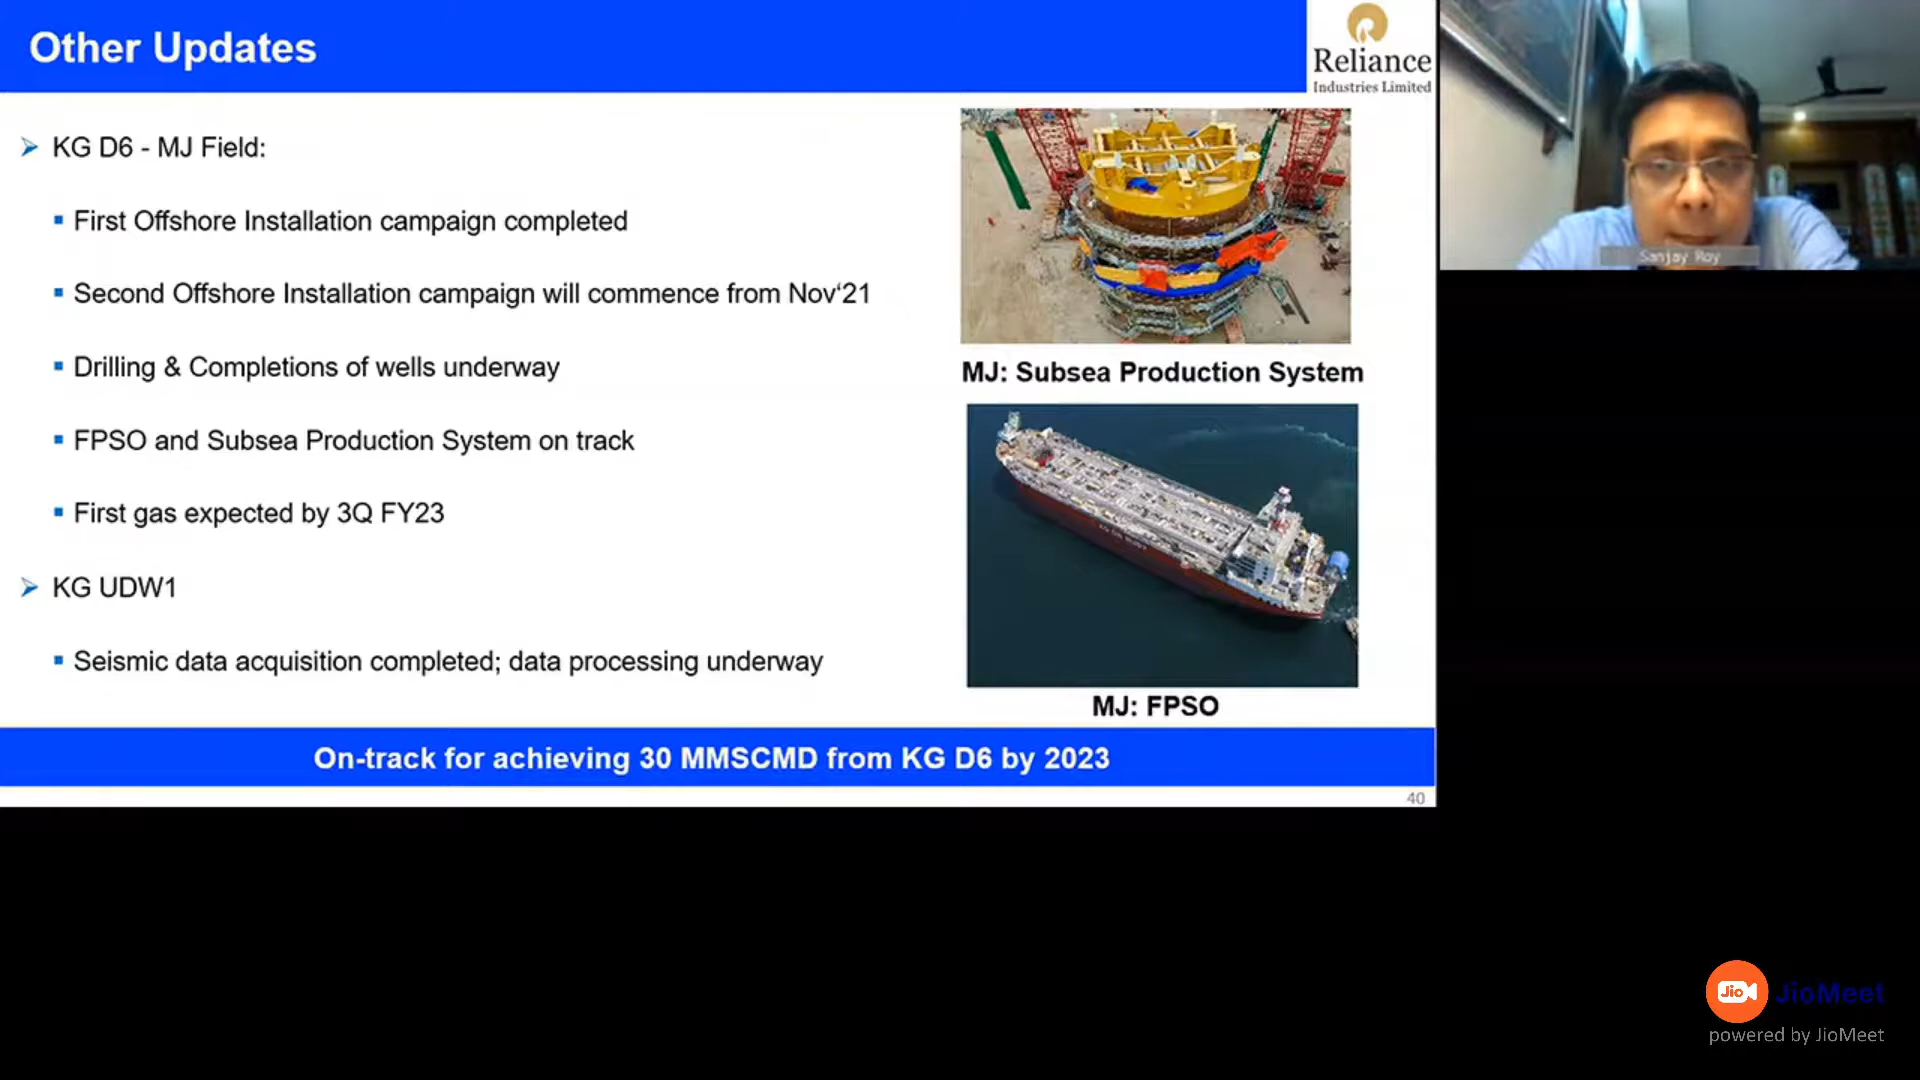 Other Updates
Reliance
Industries Limited
KG D6 - MJ Field:
First Offshore Installation campaign completed
Second Offshore Installation campaign will commence from Nov‘21
Drilling & Completions of wells underway
FPSO and Subsea Production System on track
First gas expected by 3Q FY23
KG UDW1
Seismic data acquisition completed; data processing underway
MJ: Subsea Production System
MJ: FPSO
On-track for achieving 30 MMSCMD from KG D6 by 2023
40
Sanjay Roy
Jio
JioMeet
powered by JioMeet